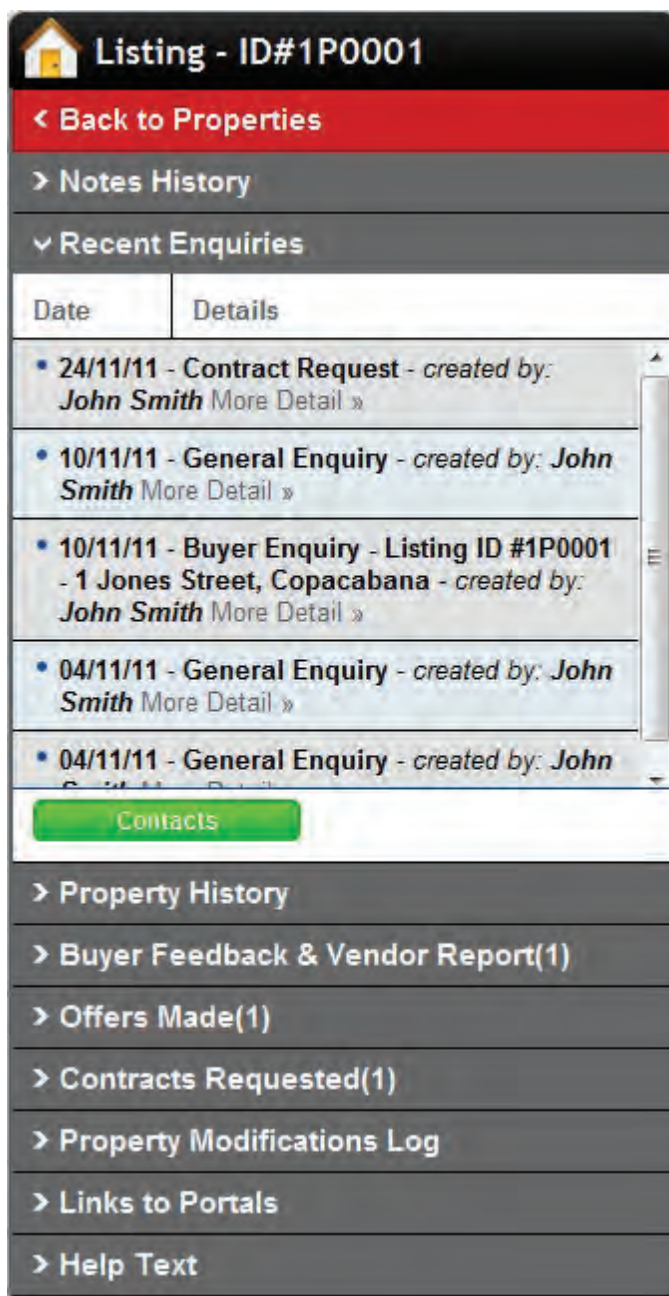 Listing - ID#1P0001
< Back to Properties
> Notes History
Recent Enquiries
Date Details
• 24/11/11 - Contract Request - created by:
John Smith More Detail »
• 10/11/11 - General Enquiry - created by: John
Smith More Detail »
• 10/11/11 - Buyer Enquiry - Listing ID #1P0001
- 1 Jones Street, Copacabana - created by:
John Smith More Detail »
• 04/11/11 - General Enquiry - created by: John
Smith More Detail »
• 04/11/11 - General Enquiry - created by: John
Contacts
> Property History
> Buyer Feedback & Vendor Report(1)
> Offers Made(1)
> Contracts Requested(1)
> Property Modifications Log
> Links to Portals
> Help Text